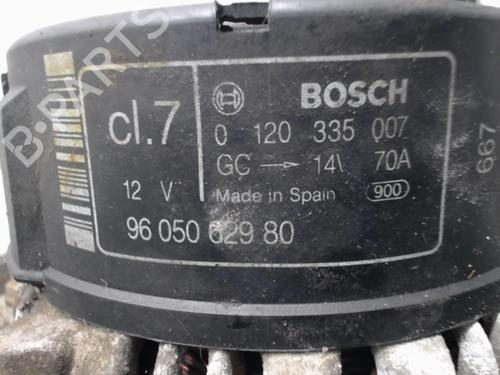 BOSCH
cl.7
0 120 335 007
GC → 14V 70A
12 V
Made in Spain 900
96 050 629 80
667
B-PARTS